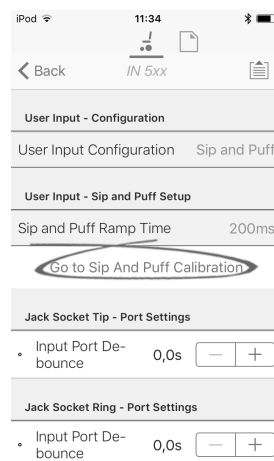 iPod 11:34
Back IN 5xx
User Input - Configuration
User Input Configuration Sip and Puff
User Input - Sip and Puff Setup
Sip and Puff Ramp Time 200ms
Go to Sip And Puff Calibration
Jack Socket Tip - Port Settings
Input Port De-
bounce 0,0s — +
Jack Socket Ring - Port Settings
Input Port De-
bounce 0,0s — +